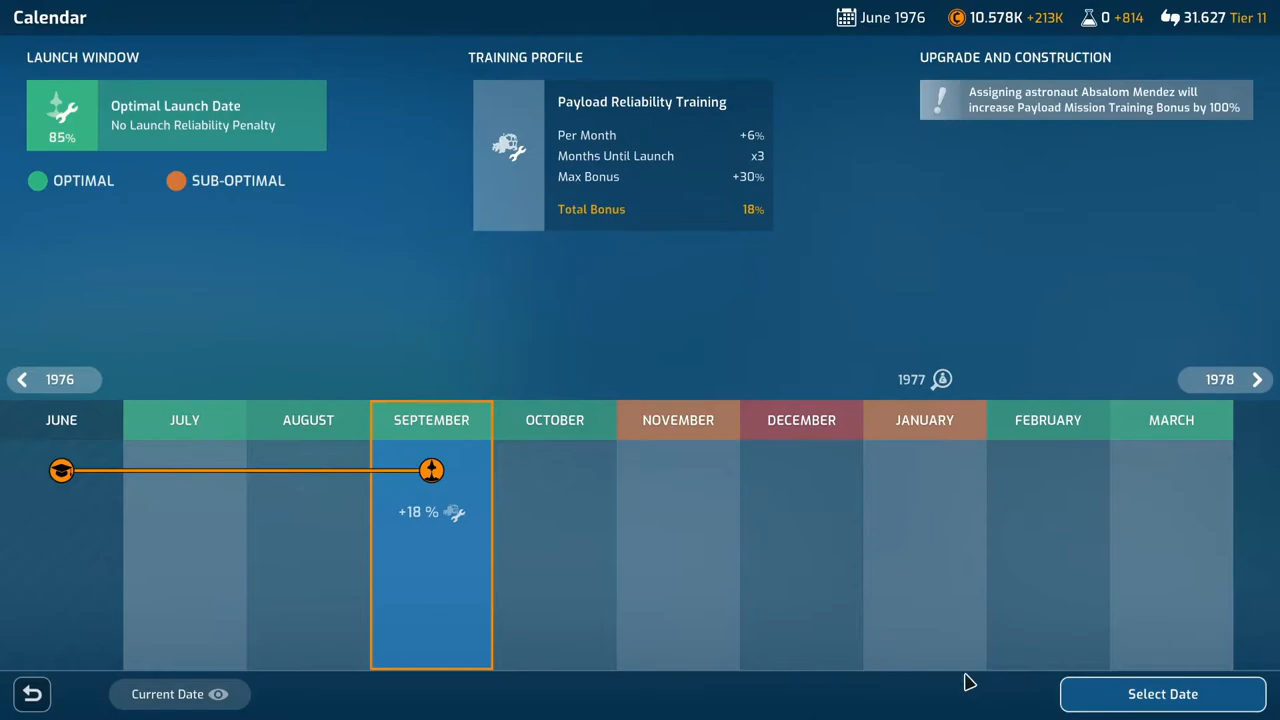 Calendar
June 1976
10.578K +213K
0 +814
31.627 Tier 11
LAUNCH WINDOW
85%
Optimal Launch Date
No Launch Reliability Penalty
OPTIMAL
SUB-OPTIMAL
TRAINING PROFILE
Payload Reliability Training
Per Month +6%
Months Until Launch x3
Max Bonus +30%
Total Bonus 18%
UPGRADE AND CONSTRUCTION
Assigning astronaut Absalom Mendez will
increase Payload Mission Training Bonus by 100%
1976
1977
1978
JUNE
JULY
AUGUST
SEPTEMBER
OCTOBER
NOVEMBER
DECEMBER
JANUARY
FEBRUARY
MARCH
+18 %
Current Date
Select Date